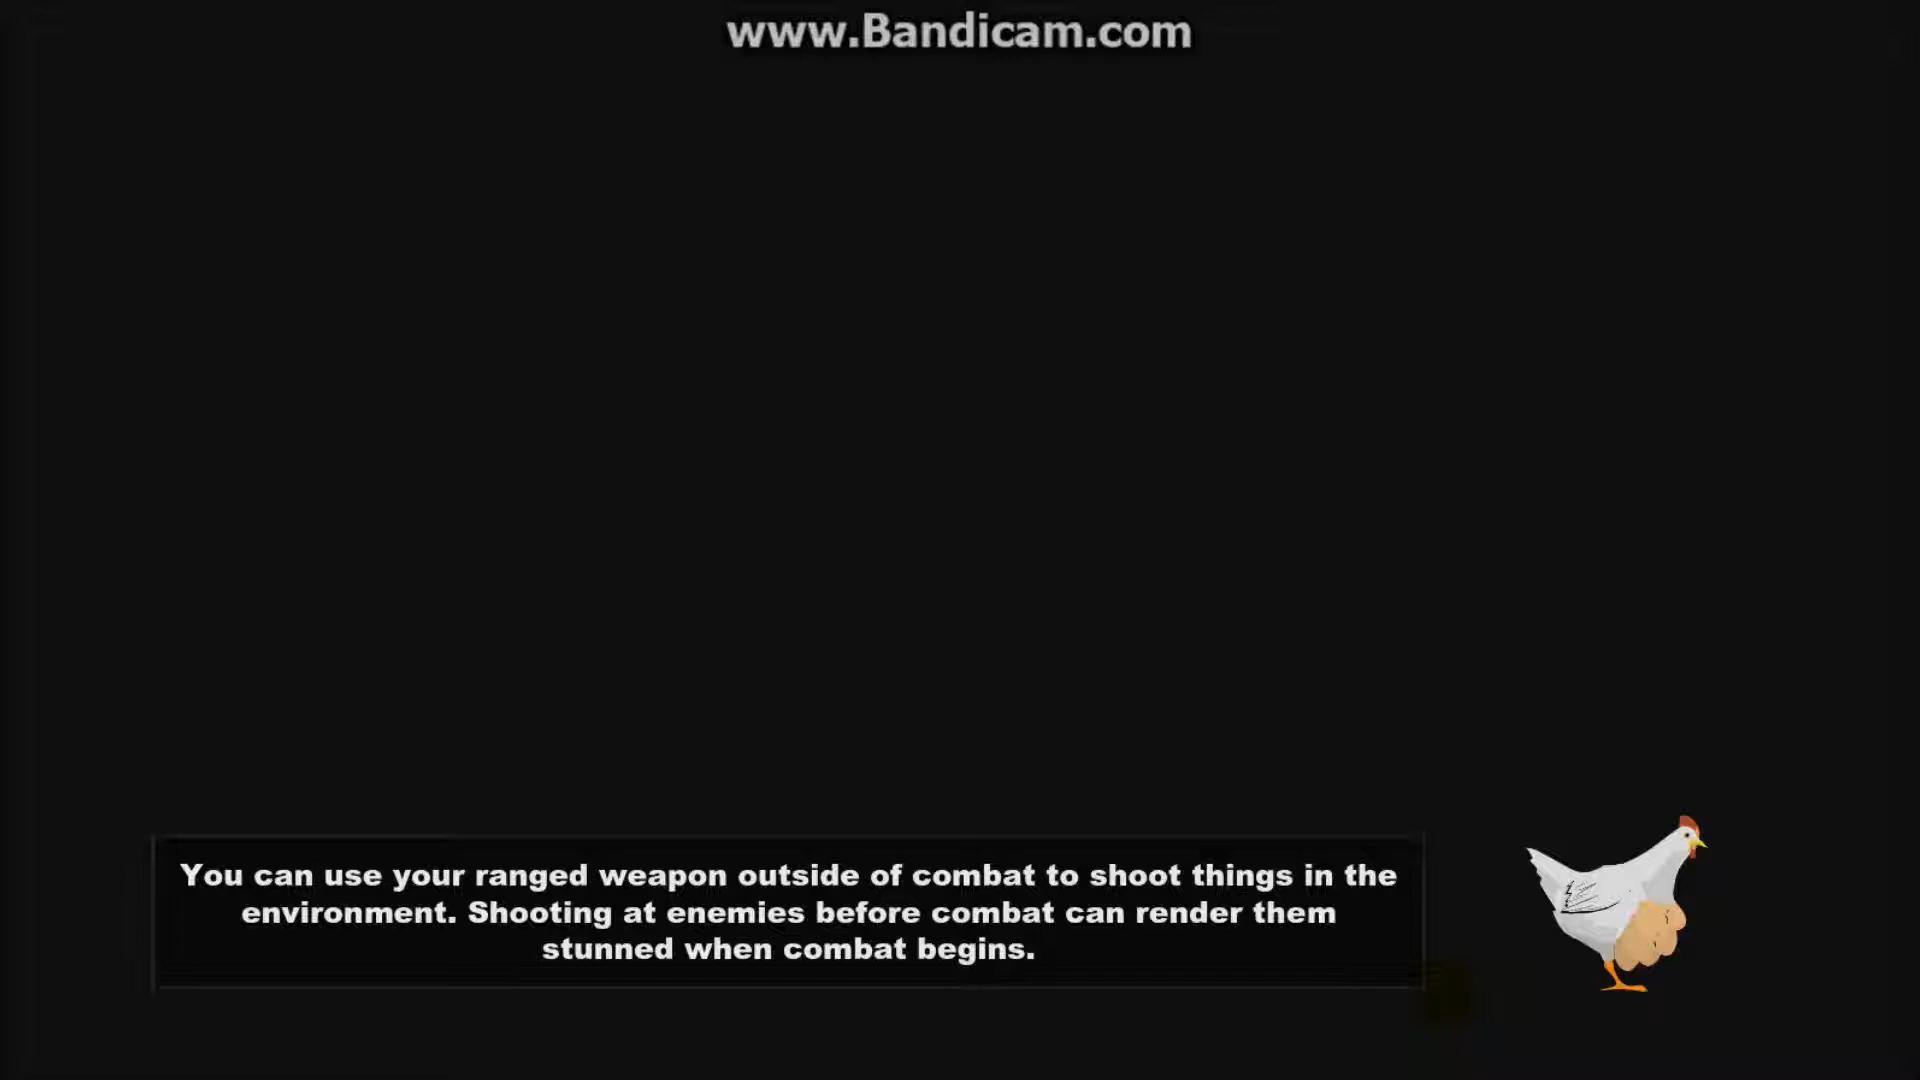 www.Bandicam.com
You can use your ranged weapon outside of combat to shoot things in the
environment. Shooting at enemies before combat can render them
stunned when combat begins.